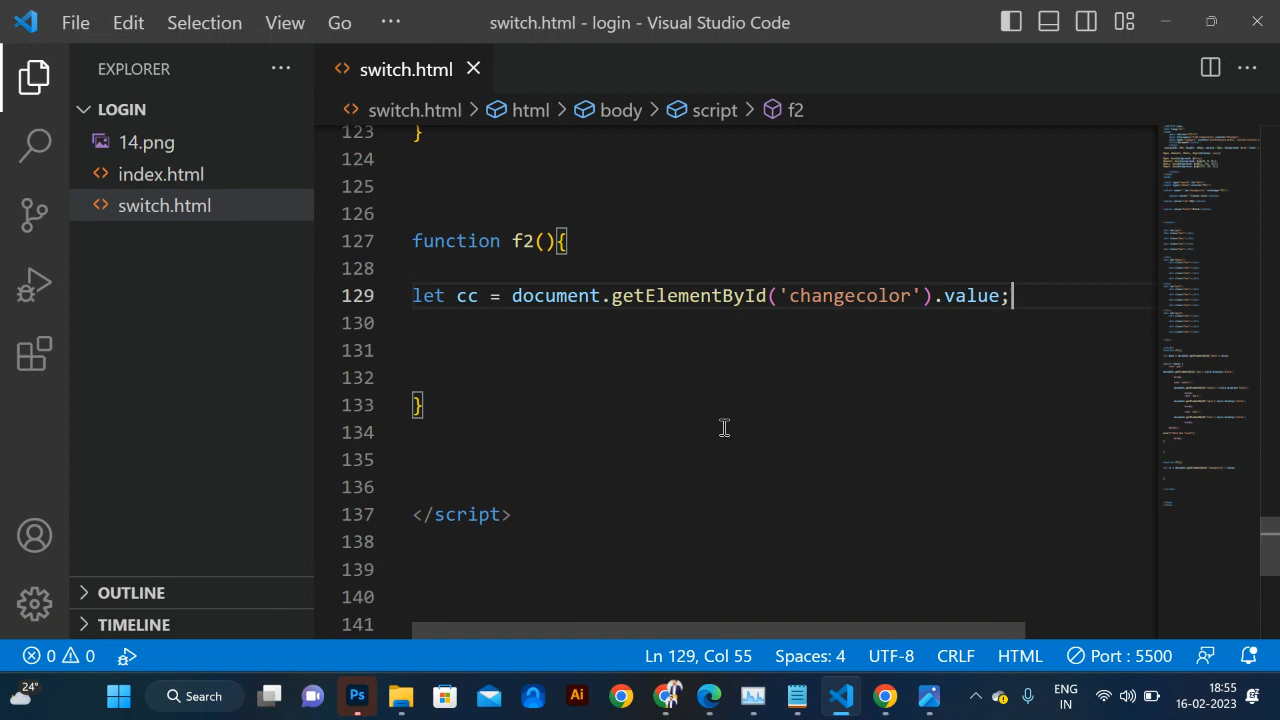 File Edit Selection View Go ··· switch.html - login - Visual Studio Code
EXPLORER ···
switch.html
LOGIN
switch.html > html > body > script > f2
14.png
index.html
switch.html
123 }
124
125
126
127 function f2(){
128
129 let cc = document.getElementById('changecolor').value;
130
131
132
133 }
134
135
136
137 </script>
138
139
140
141
OUTLINE
TIMELINE
0 0 Ln 129, Col 55 Spaces: 4 UTF-8 CRLF HTML Port : 5500
24° Search Ps Ai ENG IN 18:55 16-02-2023